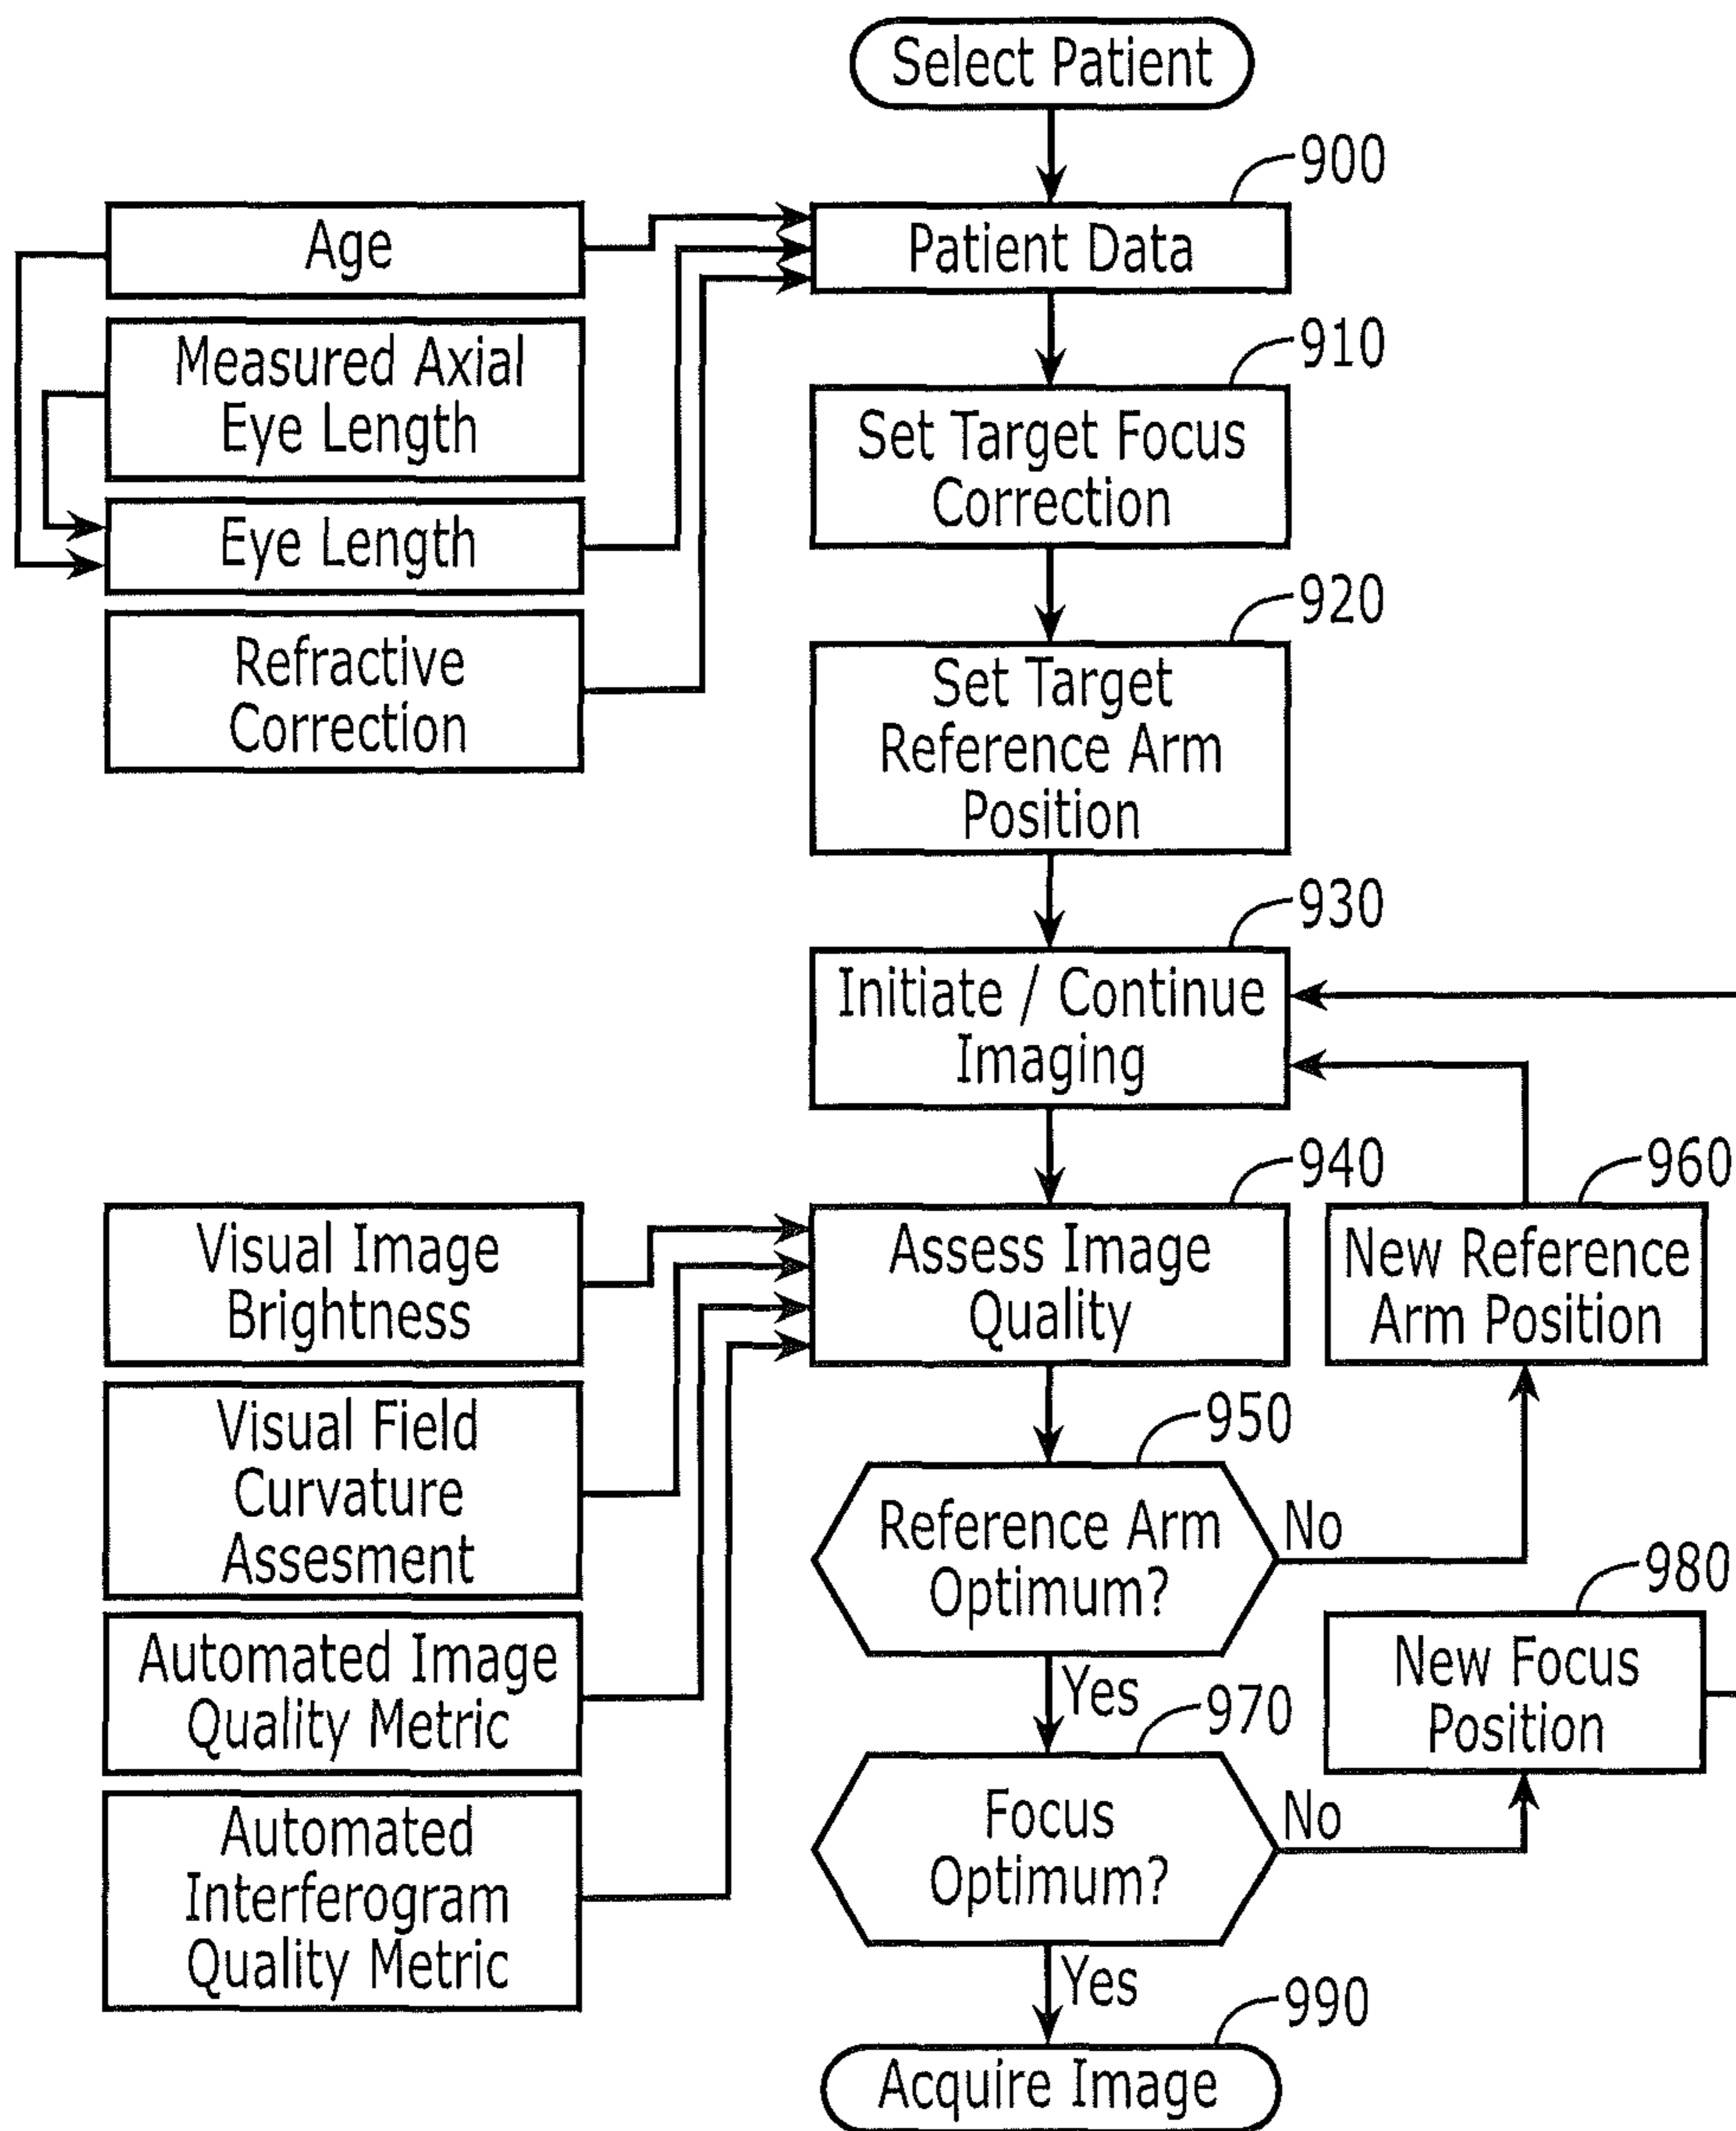 Select Patient
900
Age
Patient Data
910
Measured Axial
Eye Length
Set Target Focus
Correction
Eye Length
920
Refractive
Correction
Set Target
Reference Arm
Position
930
Initiate / Continue
Imaging
940
960
Visual Image
Brightness
Assess Image
Quality
New Reference
Arm Position
Visual Field
Curvature
Assesment
950
Reference Arm
Optimum?
No
980
Automated Image
Quality Metric
Yes
970
New Focus
Position
Automated
Interferogram
Quality Metric
Focus
Optimum?
No
Yes
990
Acquire Image